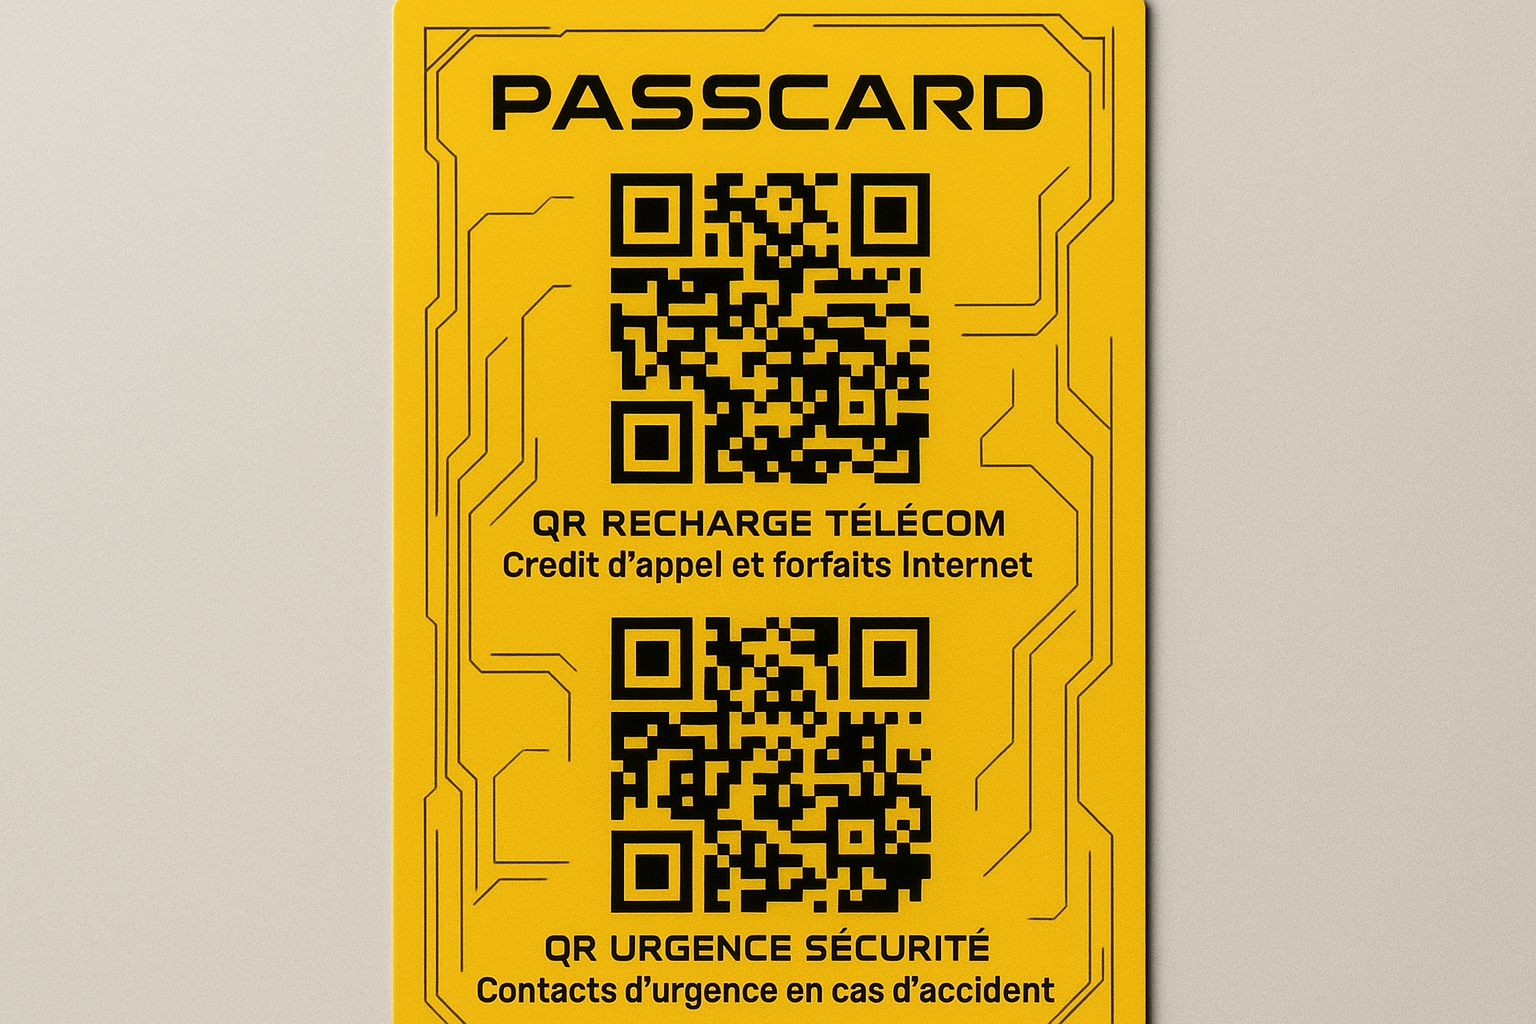 PASSCARD
QR RECHARGE TÉLÉCOM
Credit d'appel et forfaits Internet
QR URGENCE SÉCURITÉ
Contacts d'urgence en cas d'accident